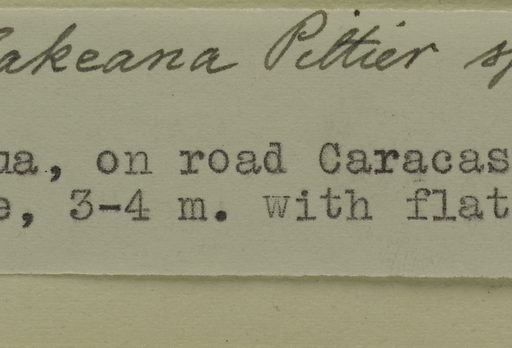 akeana Pittier sp
ua, on road Caracas
e, 3-4 m. with flat